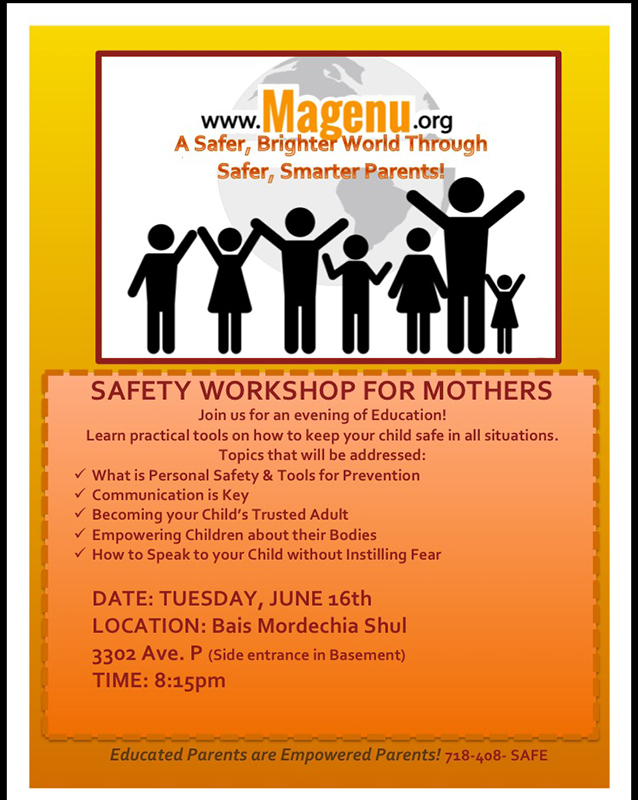 www.Magenu.org
A Safer, Brighter World Through
Safer, Smarter Parents!
SAFETY WORKSHOP FOR MOTHERS
Join us for an evening of Education!
Learn practical tools on how to keep your child safe in all situations.
Topics that will be addressed:
✓ What is Personal Safety & Tools for Prevention
✓ Communication is Key
✓ Becoming your Child's Trusted Adult
✓ Empowering Children about their Bodies
✓ How to Speak to your Child without Instilling Fear
DATE: TUESDAY, JUNE 16th
LOCATION: Bais Mordechia Shul
3302 Ave. P (Side entrance in Basement)
TIME: 8:15pm
Educated Parents are Empowered Parents! 718-408- SAFE